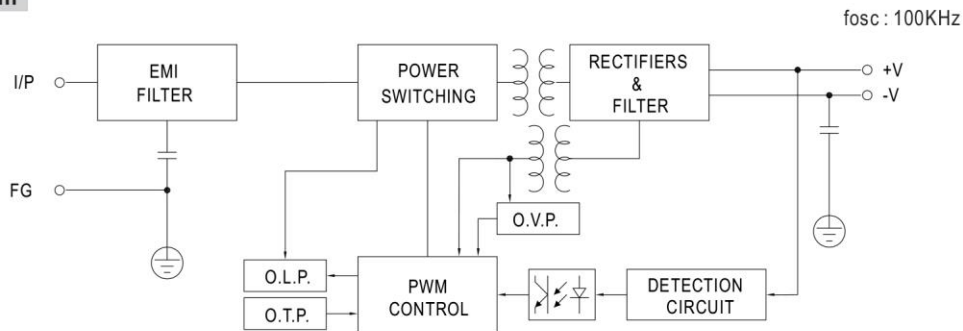 fosc : 100KHz
I/P
EMI
FILTER
POWER
SWITCHING
RECTIFIERS
&
FILTER
+V
-V
FG
O.V.P.
O.L.P.
O.T.P.
PWM
CONTROL
DETECTION
CIRCUIT